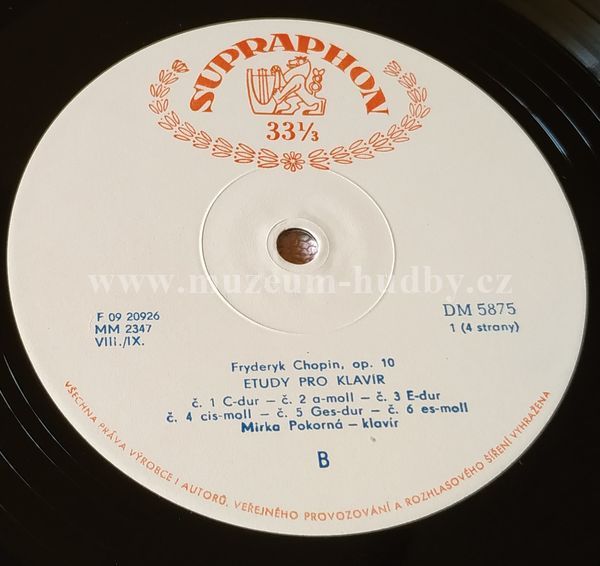 SUPRAPHON
33⅓
www.muzeum-hudby.cz
F 09 20926
MM 2347
VIII./IX.
DM 5875
1 (4 strany)
Fryderyk Chopin, op. 10
ETUDY PRO KLAVÍR
č. 1 C-dur – č. 2 a-moll – č. 3 E-dur
č. 4 cis-moll – č. 5 Ges-dur – č. 6 es-moll
Mirka Pokorná – klavír
B
VŠECHNA PRÁVA VÝROBCE I AUTORŮ, VEŘEJNÉHO PROVOZOVÁNÍ A ROZHLASOVÉHO ŠÍŘENÍ VYHRAŽENA